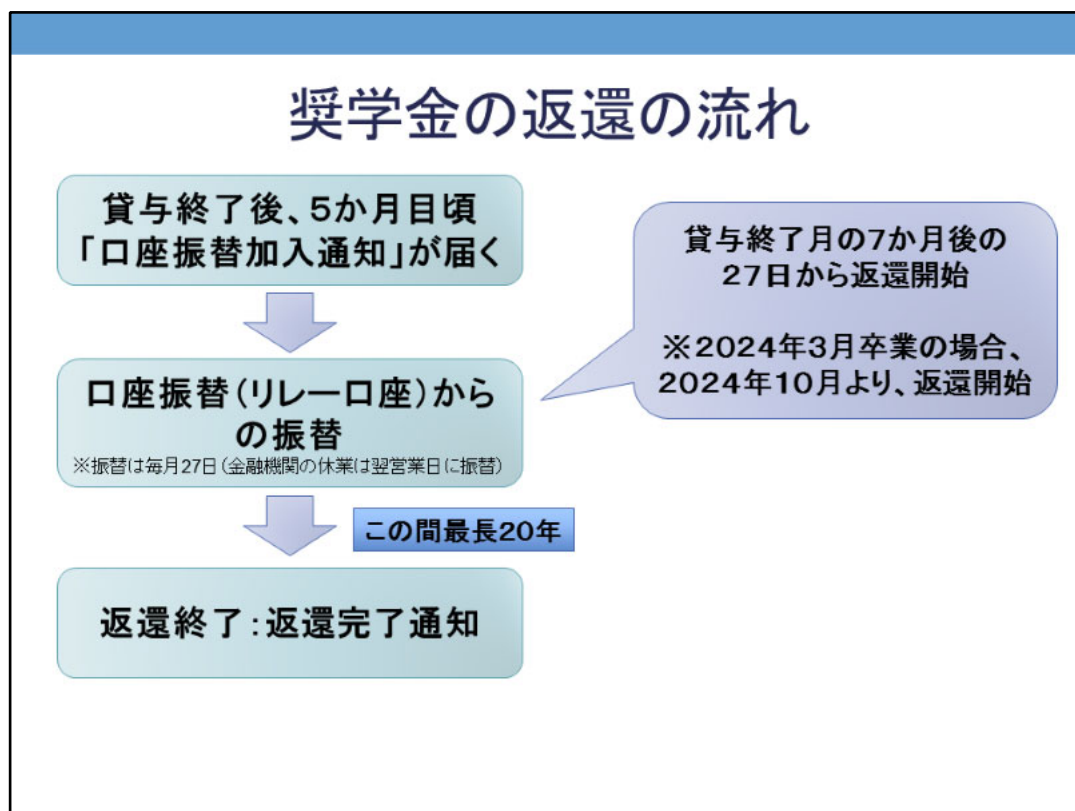 奨学金の返還の流れ
貸与終了後、5か月目頃
「口座振替加入通知」が届く
貸与終了月の7か月後の
27日から返還開始
※2024年3月卒業の場合、
2024年10月より、返還開始
口座振替(リレー口座)から
の振替
※振替は毎月27日(金融機関の休業は翌営業日に振替)
この間最長20年
返還終了:返還完了通知